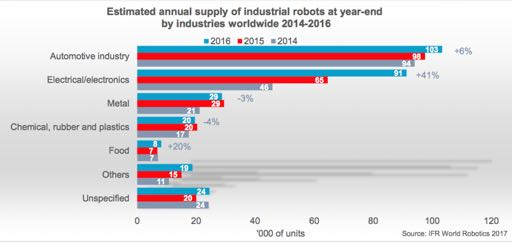 Estimated annual supply of industrial robots at year-end
by industries worldwide 2014-2016
2016 2015 2014
Automotive industry 103 98 94 +6%
Electrical/electronics 91 65 46 +41%
Metal 29 29 21 -3%
Chemical, rubber and plastics 20 20 17 -4%
Food 8 7 7 +20%
Others 19 15 11
Unspecified 24 20 24
0 20 40 60 80 100 120
'000 of units
Source: IFR World Robotics 2017